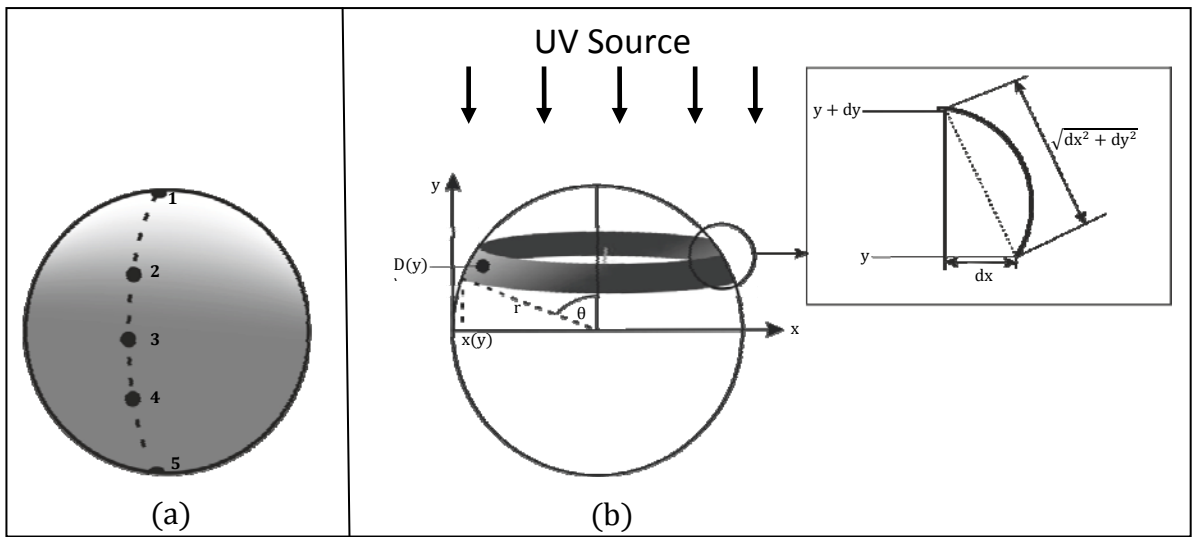 1
2
3
4
5
(a)
UV Source
y
D(y)
r
θ
x(y)
x
(b)
y + dy
√dx² + dy²
y
dx